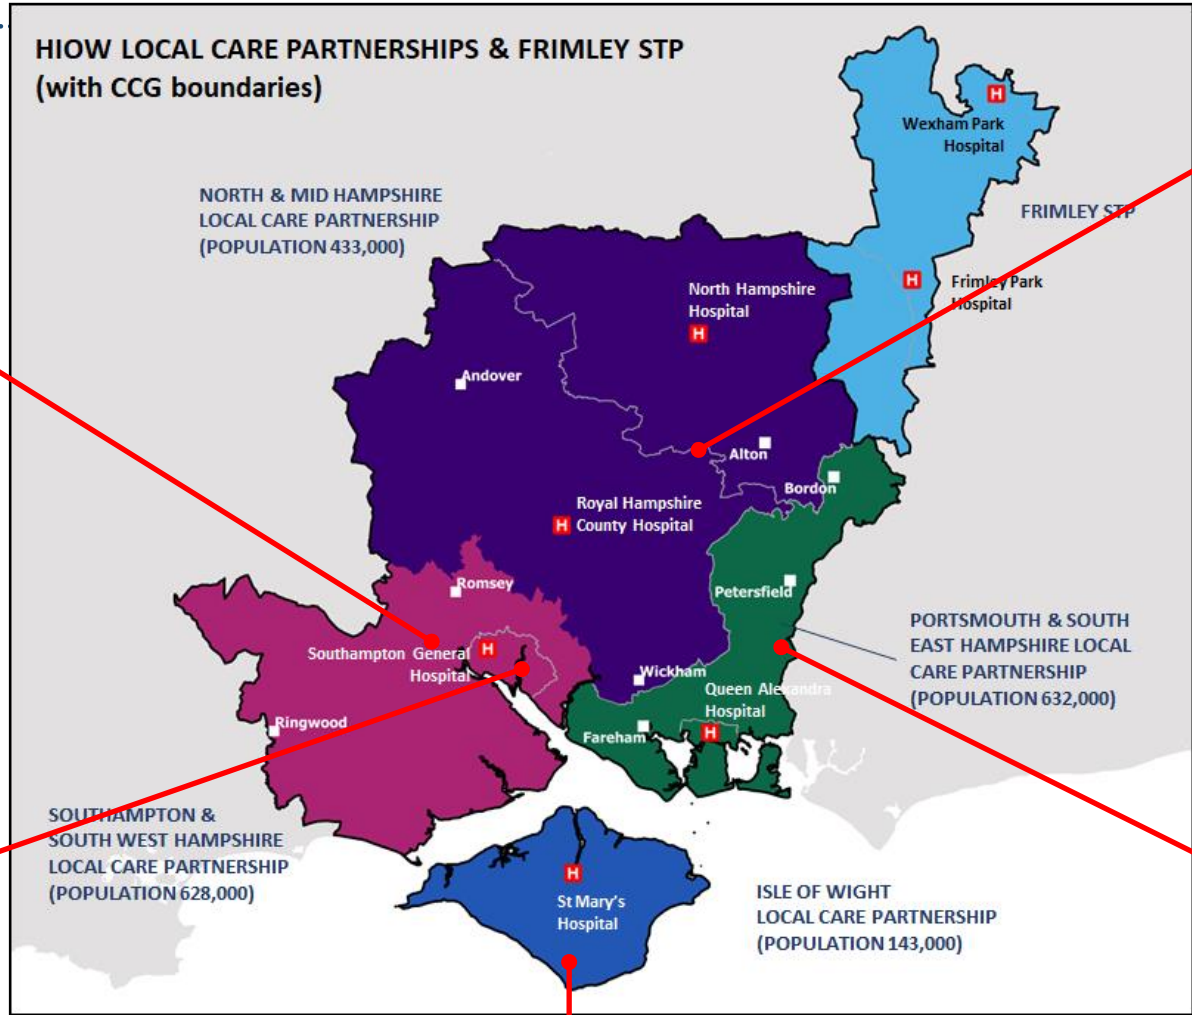 HIOW LOCAL CARE PARTNERSHIPS & FRIMLEY STP
(with CCG boundaries)
Wexham Park
Hospital
NORTH & MID HAMPSHIRE
LOCAL CARE PARTNERSHIP
(POPULATION 433,000)
FRIMLEY STP
H
H
Frimley Park
Hospital
North Hampshire
Hospital
H
Andover
Alton
Bordon
Royal Hampshire
County Hospital
H
Romsey
Petersfield
Southampton General
Hospital
H
PORTSMOUTH & SOUTH
EAST HAMPSHIRE LOCAL
CARE PARTNERSHIP
(POPULATION 632,000)
Wickham
Queen Alexandra
Hospital
H
Ringwood
Fareham
SOUTHAMPTON &
SOUTH WEST HAMPSHIRE
LOCAL CARE PARTNERSHIP
(POPULATION 628,000)
H
St Mary's
Hospital
ISLE OF WIGHT
LOCAL CARE PARTNERSHIP
(POPULATION 143,000)